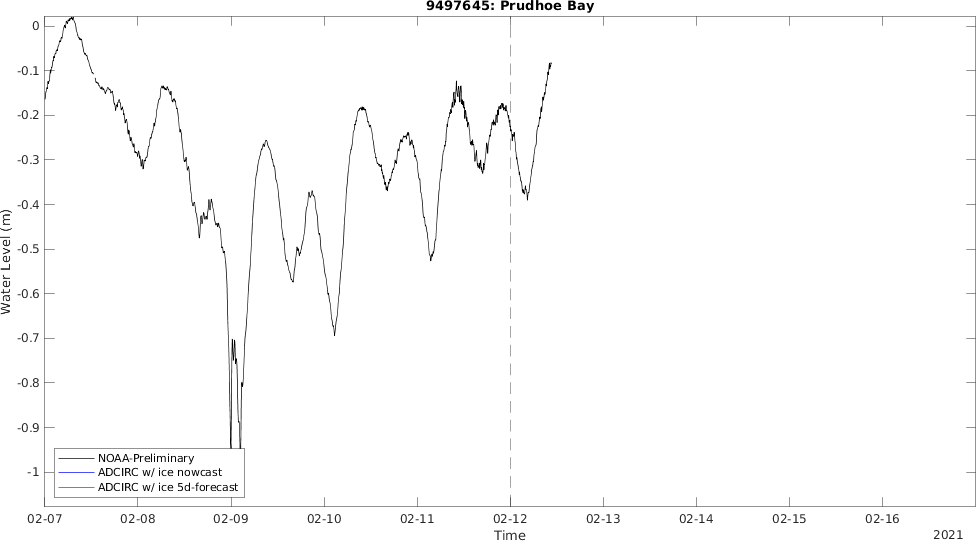 9497645: Prudhoe Bay
0
-0.1
-0.2
-0.3
-0.4
-0.5
-0.6
-0.7
-0.8
-0.9
-1
Water Level (m)
NOAA-Preliminary
ADCIRC w/ ice nowcast
ADCIRC w/ ice 5d-forecast
02-07 02-08 02-09 02-10 02-11 02-12 02-13 02-14 02-15 02-16
Time
2021